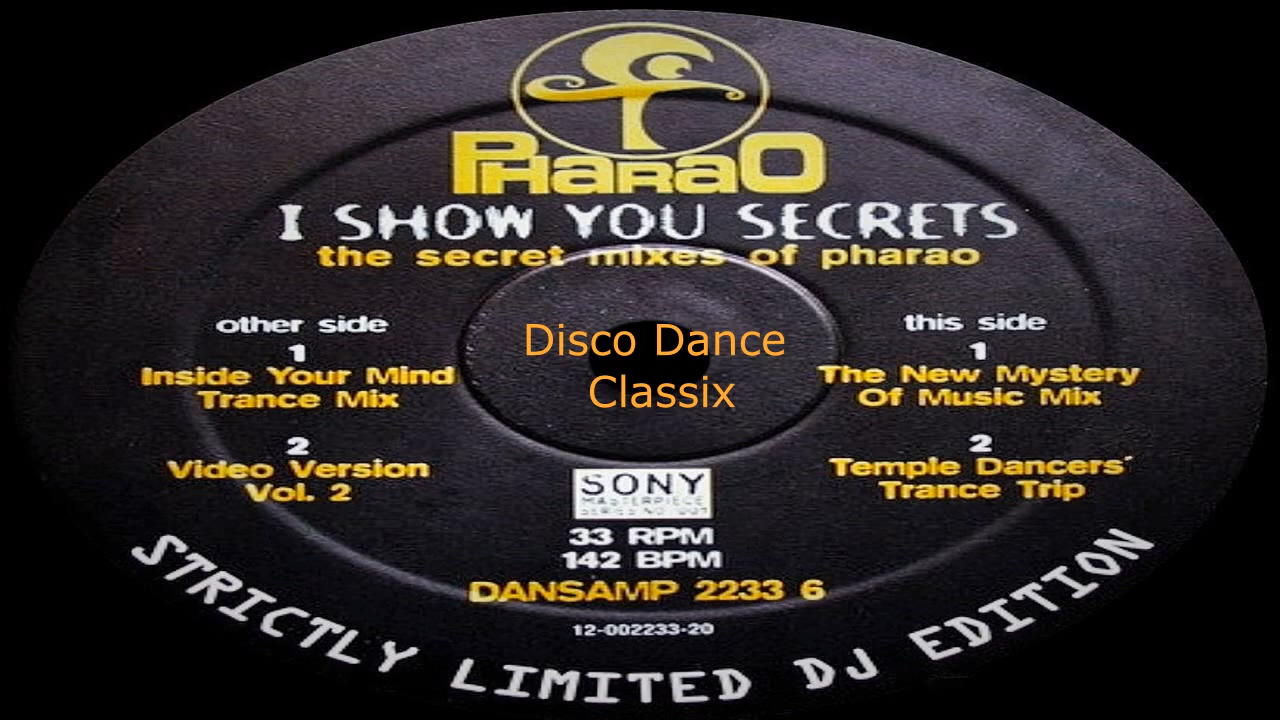 PHaraO
I SHOW YOU SECRETS
the secret mixes of pharao
other side
1
Inside Your Mind
Trance Mix
2
Video Version
Vol. 2
Disco Dance
Classix
this side
1
The New Mystery
Of Music Mix
2
Temple Dancers'
Trance Trip
SONY
MASTERPIECE
33 RPM
142 BPM
DANSAMP 2233 6
12-002233-20
STRICTLY LIMITED DJ EDITION